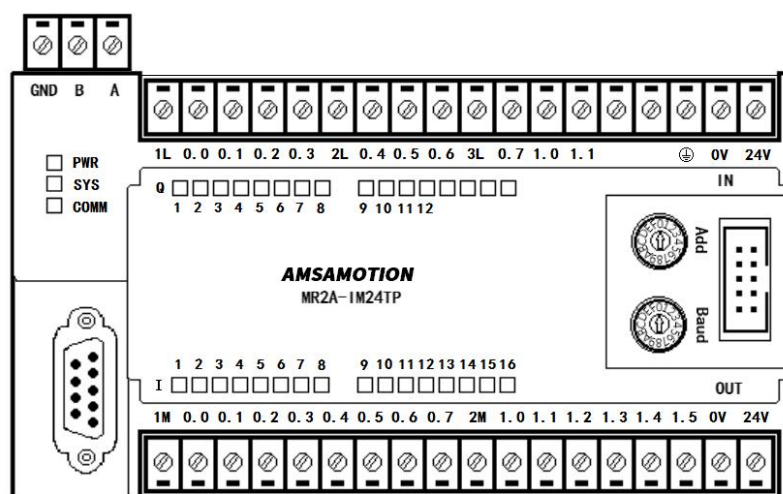 GND B A
1L 0.0 0.1 0.2 0.3 2L 0.4 0.5 0.6 3L 0.7 1.0 1.1 0V 24V
PWR
SYS
COMM
IN
Q
1 2 3 4 5 6 7 8 9 10 11 12
Add
AMSAMOTION
MR2A-IM24TP
Baud
1 2 3 4 5 6 7 8 9 10 11 12 13 14 15 16
I
OUT
1M 0.0 0.1 0.2 0.3 0.4 0.5 0.6 0.7 2M 1.0 1.1 1.2 1.3 1.4 1.5 0V 24V